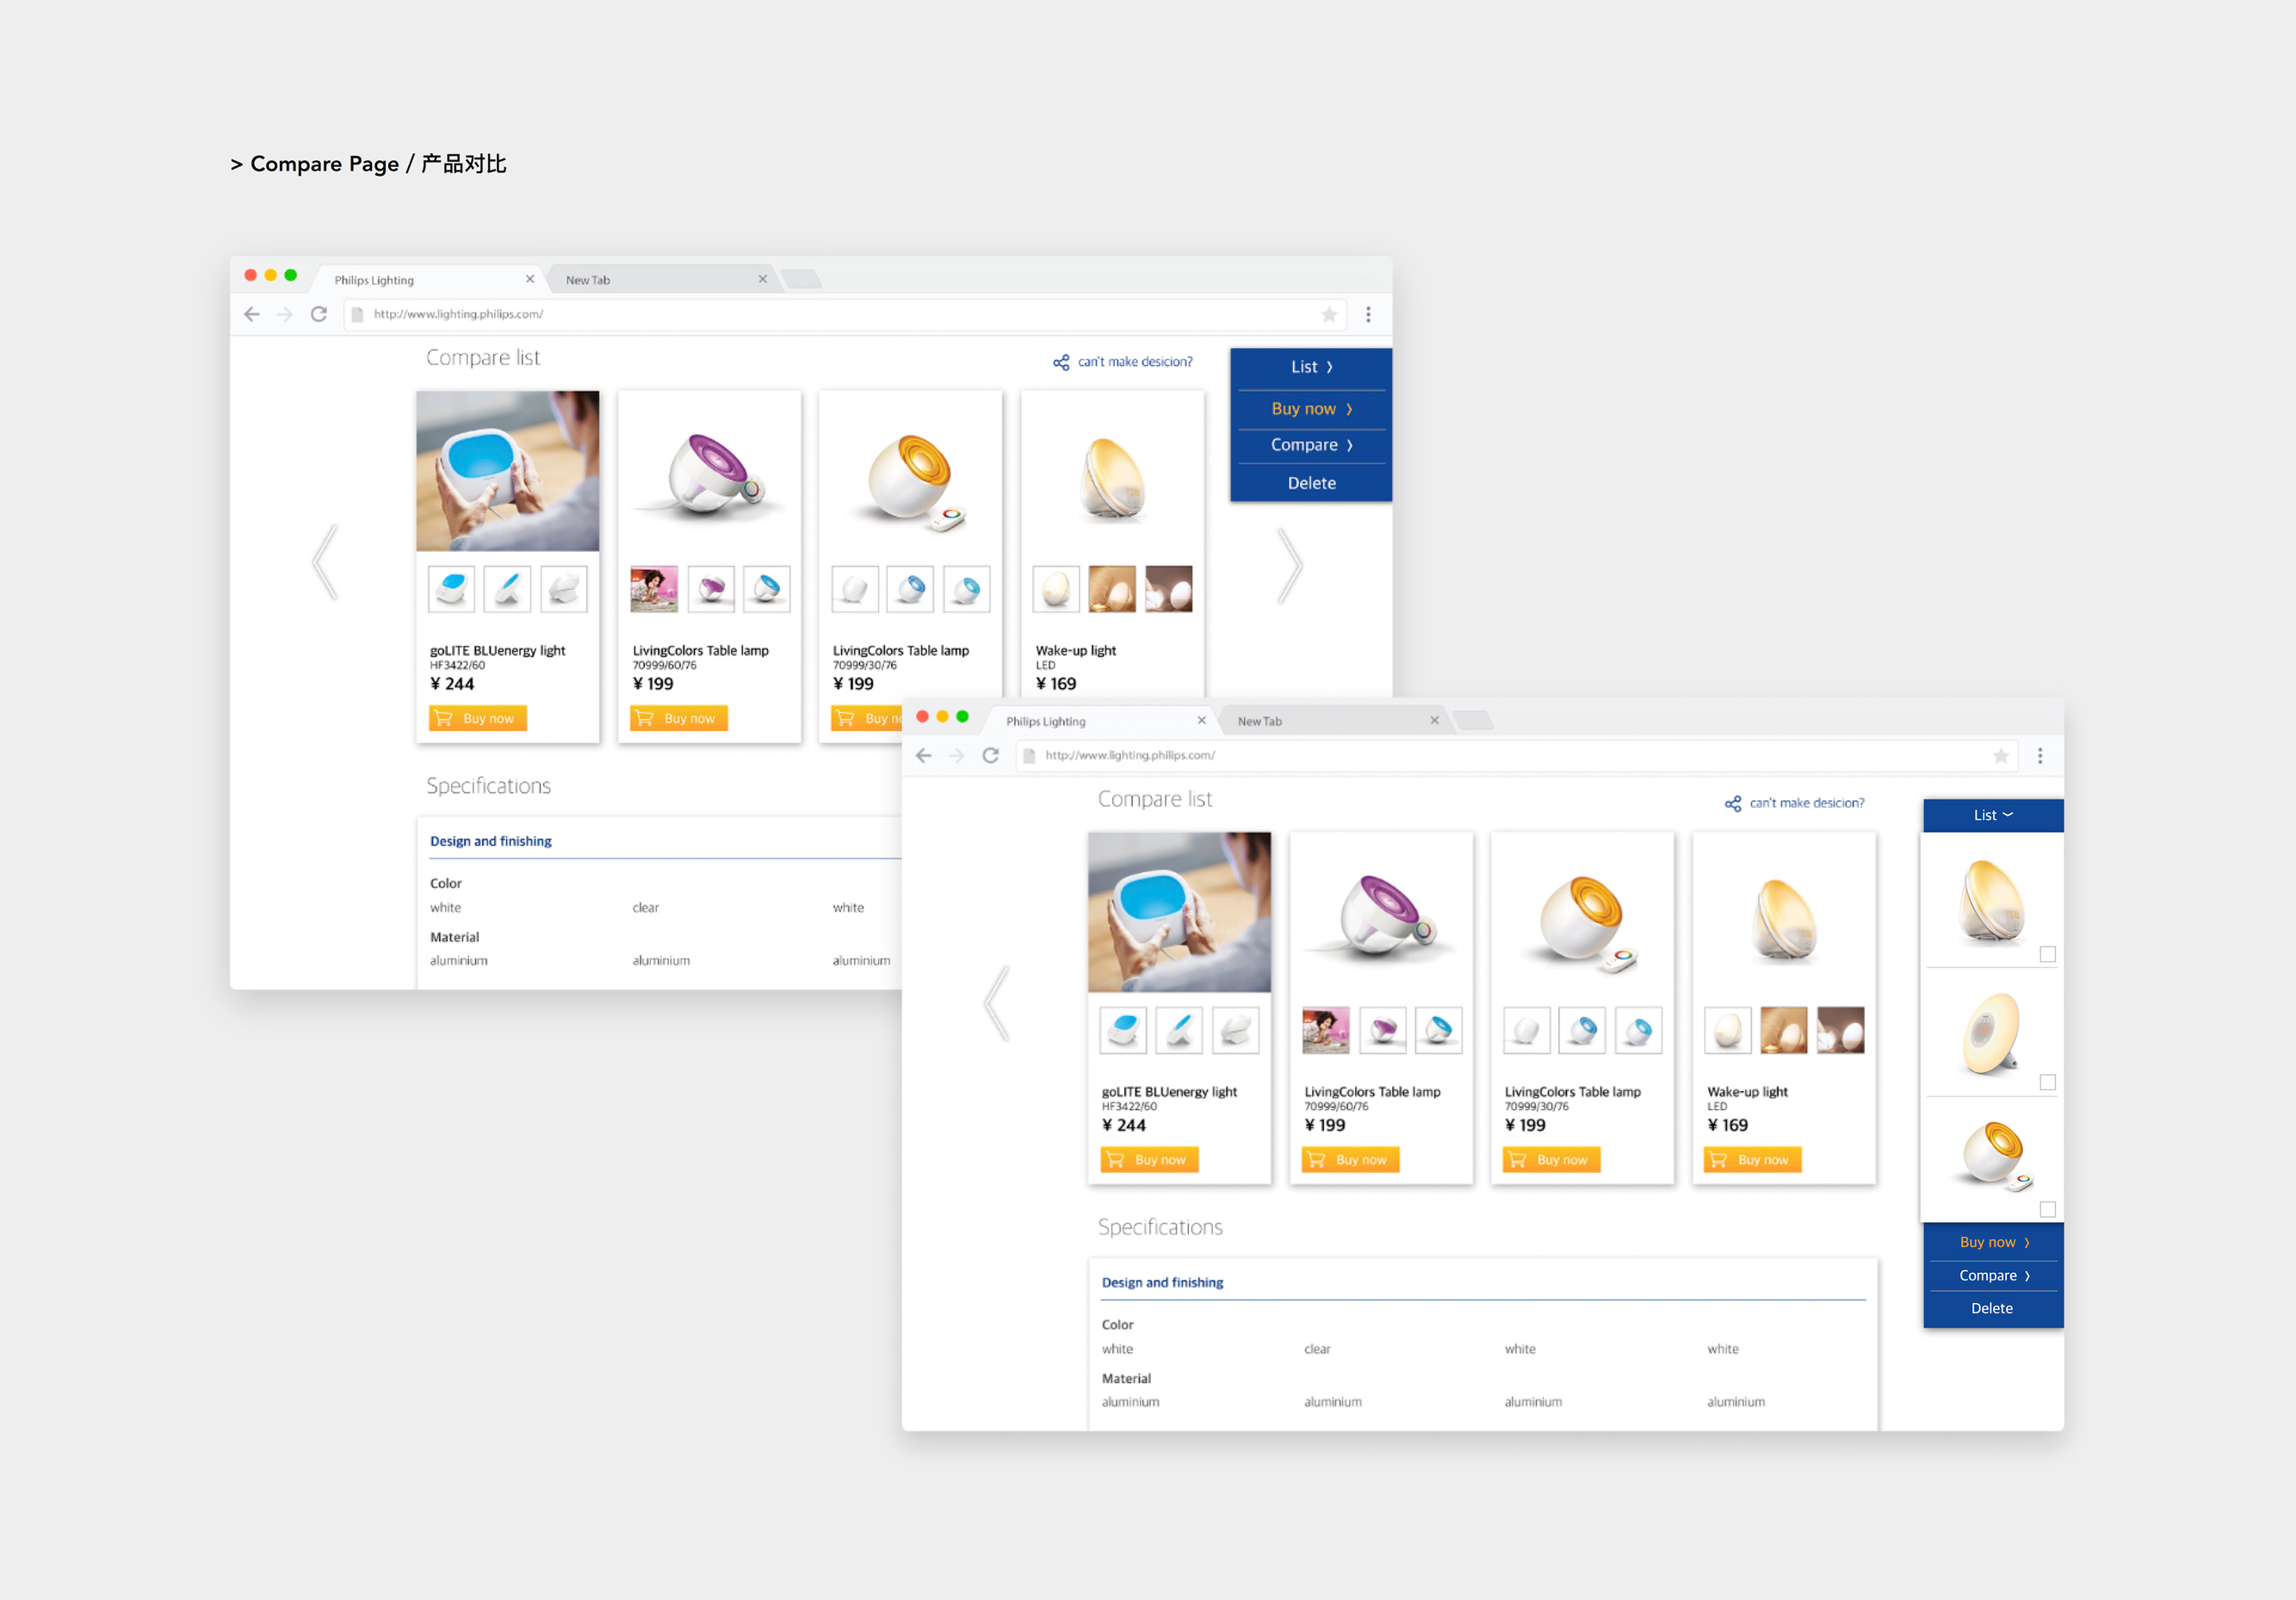 > Compare Page / 产品对比
Philips Lighting
New Tab
http://www.lighting.philips.com/
Compare list
can't make desicion?
List
Buy now
Compare
Delete
goLITE BLUenergy light
HF3422/60
¥ 244
Buy now
LivingColors Table lamp
70999/60/76
¥ 199
Buy now
LivingColors Table lamp
70999/30/76
¥ 199
Buy no
Wake-up light
LED
¥ 169
Specifications
Design and finishing
Color
white clear white
Material
aluminium aluminium aluminium
Philips Lighting
New Tab
http://www.lighting.philips.com/
Compare list
can't make desicion?
List
goLITE BLUenergy light
HF3422/60
¥ 244
Buy now
LivingColors Table lamp
70999/60/76
¥ 199
Buy now
LivingColors Table lamp
70999/30/76
¥ 199
Buy now
Wake-up light
LED
¥ 169
Buy now
Buy now
Compare
Delete
Specifications
Design and finishing
Color
white clear white white
Material
aluminium aluminium aluminium aluminium